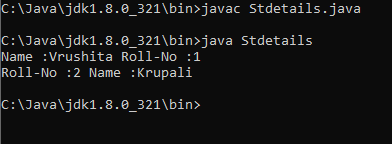 C:\Java\jdk1.8.0_321\bin>javac Stdetails.java
C:\Java\jdk1.8.0_321\bin>java Stdetails
Name :Vrushita Roll-No :1
Roll-No :2 Name :Krupali
C:\Java\jdk1.8.0_321\bin>